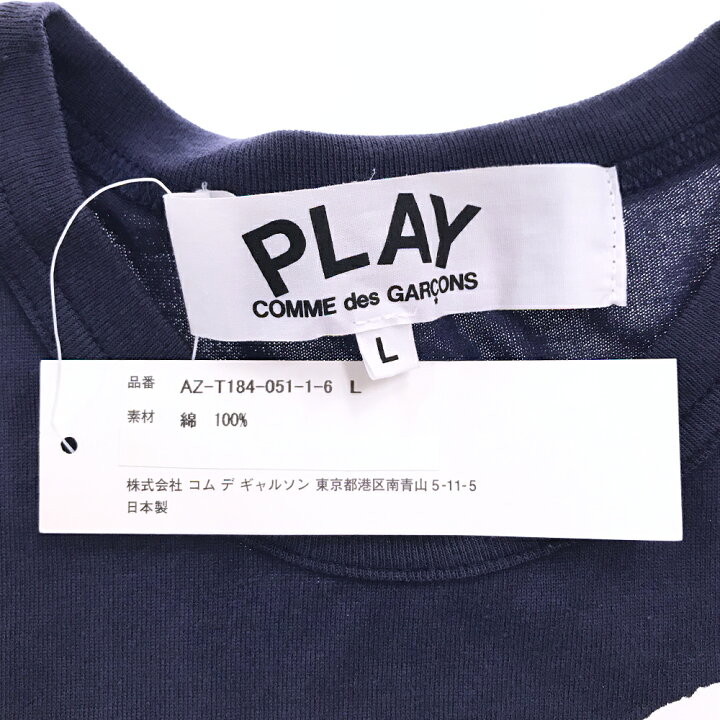 PLAY
COMME des GARÇONS
L
品番 AZ-T184-051-1-6 L
素材 綿 100%
株式会社 コム デ ギャルソン 東京都港区南青山5-11-5
日本製